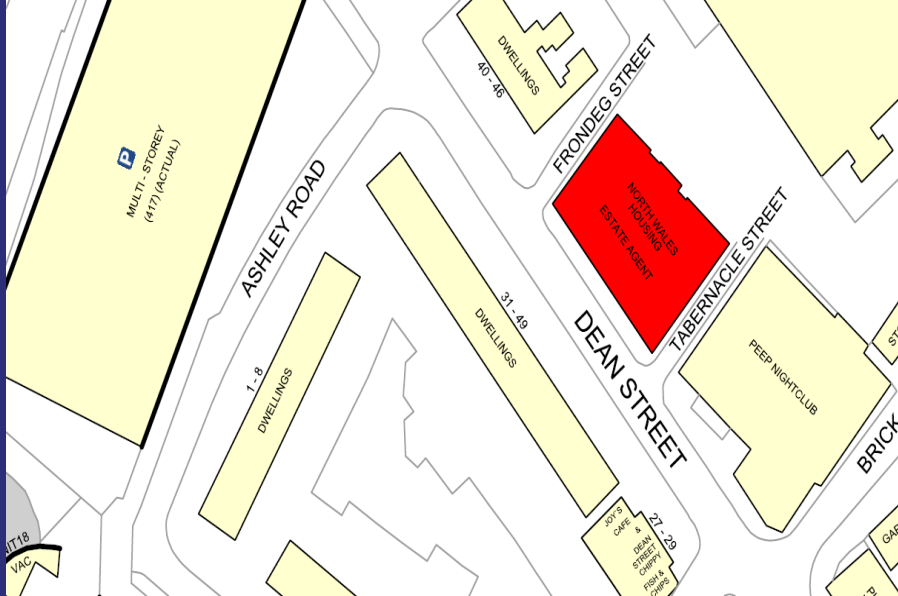 DWELLINGS
40 - 46
FRONDEG STREET
P
MULTI - STOREY
(417) (ACTUAL)
ASHLEY ROAD
NORTH WALES
HOUSING
ESTATE AGENT
TABERNACLE STREET
31 - 49
DWELLINGS
DEAN STREET
PEEP NIGHTCLUB
1 - 8
DWELLINGS
BRICK
JOY'S
CAFE
&
DEAN
STREET
CHIPPY
FISH &
CHIPS
27 - 29
VAC